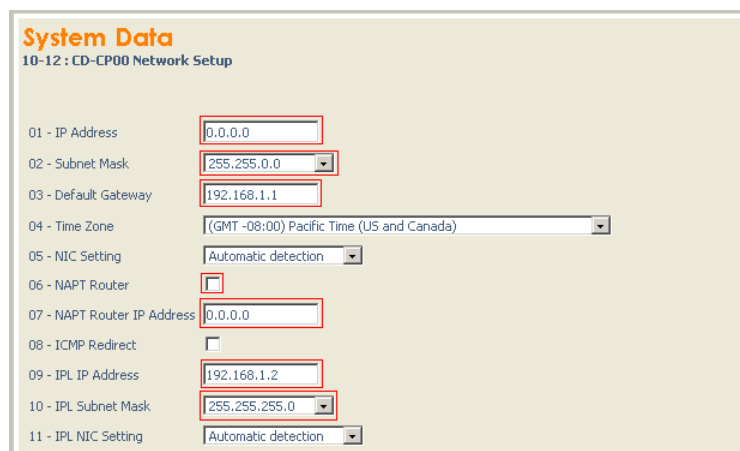 System Data
10-12 : CD-CP00 Network Setup
01 - IP Address 0.0.0.0
02 - Subnet Mask 255.255.0.0
03 - Default Gateway 192.168.1.1
04 - Time Zone (GMT -08:00) Pacific Time (US and Canada)
05 - NIC Setting Automatic detection
06 - NAPT Router
07 - NAPT Router IP Address 0.0.0.0
08 - ICMP Redirect
09 - IPL IP Address 192.168.1.2
10 - IPL Subnet Mask 255.255.255.0
11 - IPL NIC Setting Automatic detection